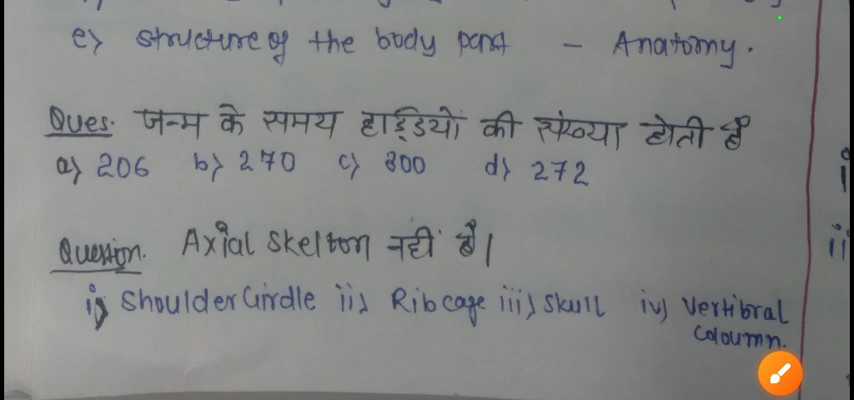 e) structure of the body part - Anatomy.
Ques. जन्म के समय हाड्डियों की संख्या होती है
a) 206 b) 270 c) 300 d) 272
Question. Axial skelton नहीं है।
i) Shoulder Girdle ii) Rib cage iii) Skull iv) Vertibral
coloumn.